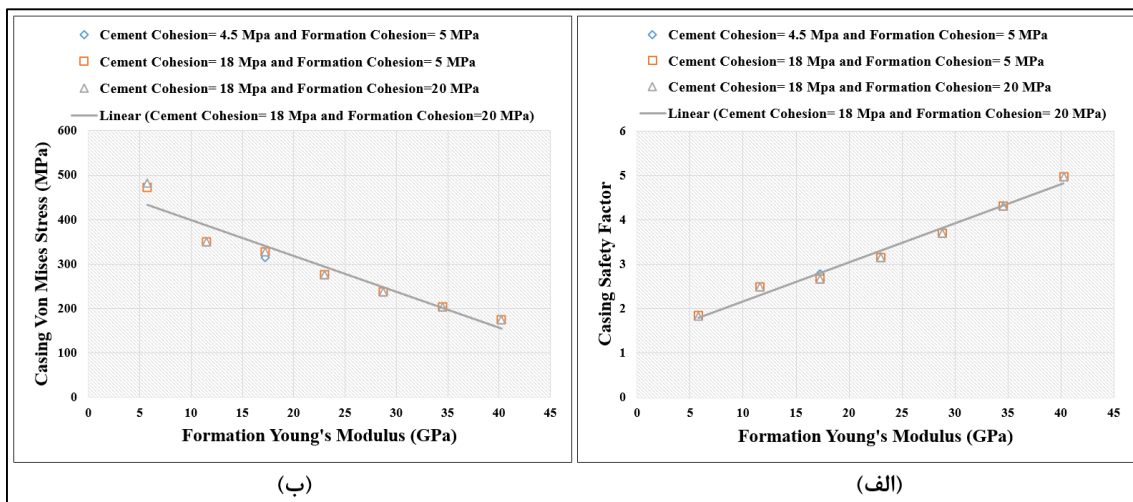 Cement Cohesion= 4.5 Mpa and Formation Cohesion= 5 MPa
Cement Cohesion= 18 Mpa and Formation Cohesion= 5 MPa
Cement Cohesion= 18 Mpa and Formation Cohesion=20 MPa
Linear (Cement Cohesion= 18 Mpa and Formation Cohesion=20 MPa)
600
500
400
300
200
100
0
Casing Von Mises Stress (MPa)
0 5 10 15 20 25 30 35 40 45
Formation Young's Modulus (GPa)
(ب)
Cement Cohesion= 4.5 Mpa and Formation Cohesion= 5 MPa
Cement Cohesion= 18 Mpa and Formation Cohesion= 5 MPa
Cement Cohesion= 18 Mpa and Formation Cohesion= 20 MPa
Linear (Cement Cohesion= 18 Mpa and Formation Cohesion= 20 MPa)
6
5
4
3
2
1
0
Casing Safety Factor
0 5 10 15 20 25 30 35 40 45
Formation Young's Modulus (GPa)
(الف)